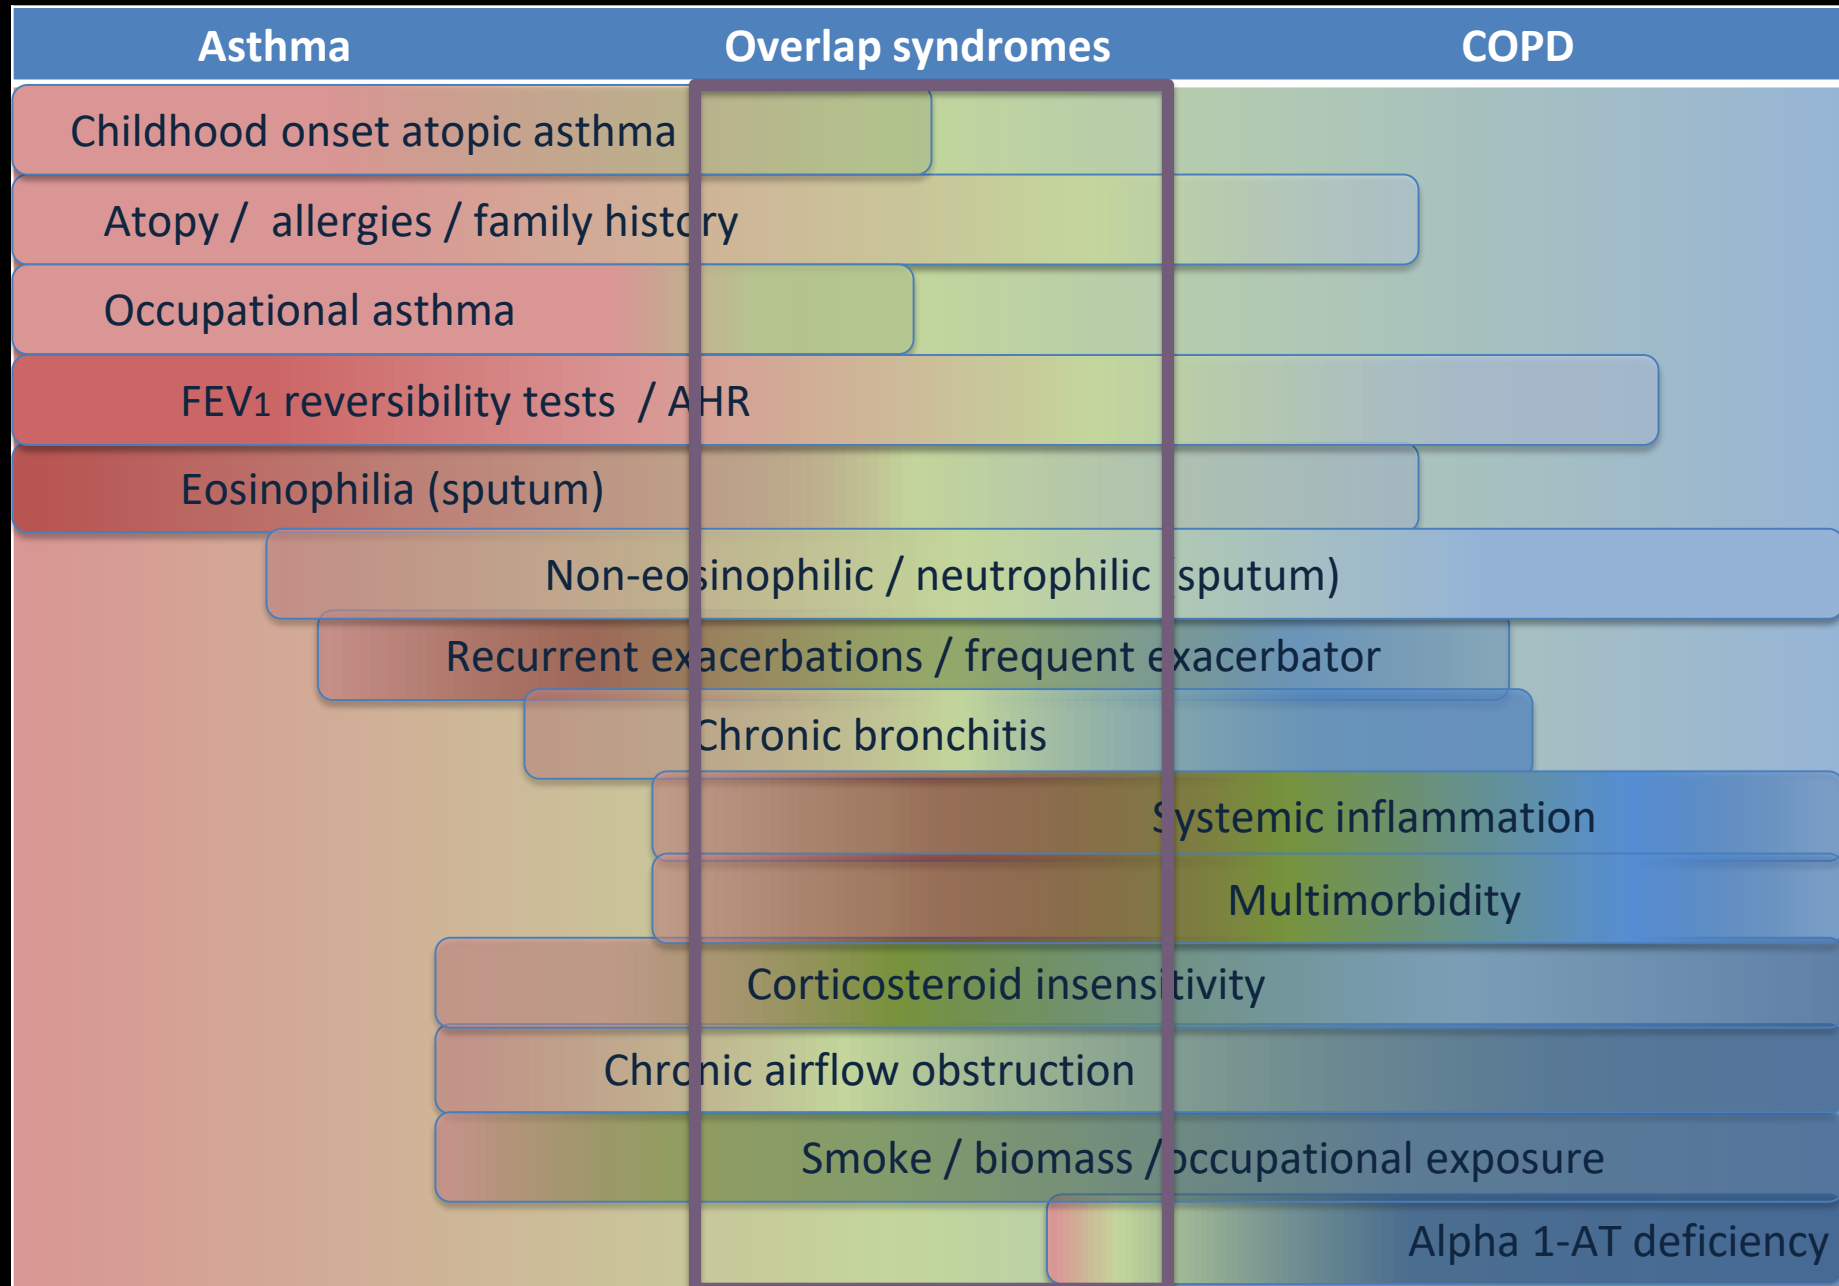 Asthma Overlap syndromes COPD
Childhood onset atopic asthma
Atopy / allergies / family history
Occupational asthma
FEV1 reversibility tests / AHR
Eosinophilia (sputum)
Non-eosinophilic / neutrophilic (sputum)
Recurrent exacerbations / frequent exacerbator
Chronic bronchitis
Systemic inflammation
Multimorbidity
Corticosteroid insensitivity
Chronic airflow obstruction
Smoke / biomass /occupational exposure
Alpha 1-AT deficiency